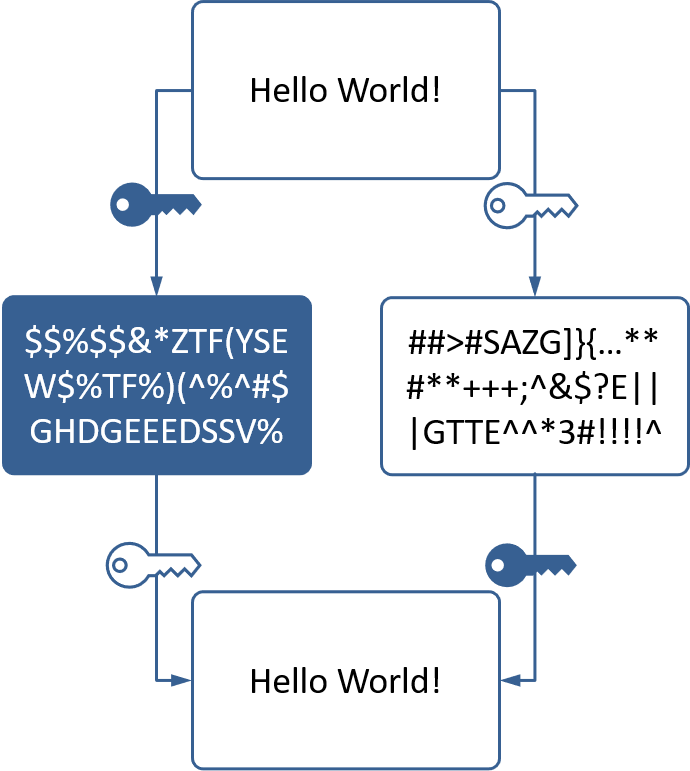 Hello World!
$$%$$&*ZTF(YSE
W$%TF%)(^%^#$
GHDGEEEDSSV%
##>#SAZG]}{...**
#**+++;^&$?E||
|GTTE^^*3#!!!!^
Hello World!